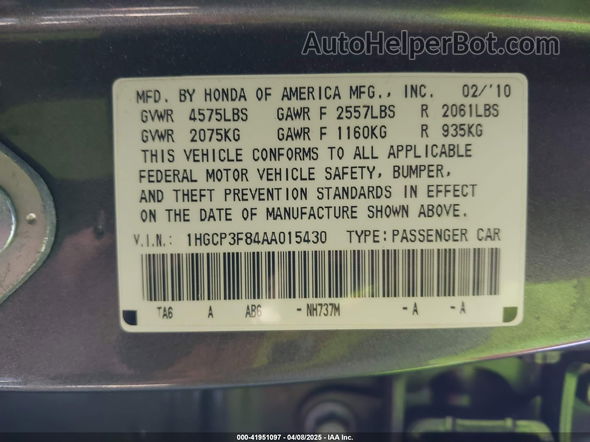 AutoHelperBot.com
MFD. BY HONDA OF AMERICA MFG., INC. 02/'10
GVWR 4575LBS GAWR F 2557LBS R 2061LBS
GVWR 2075KG GAWR F 1160KG R 935KG
THIS VEHICLE CONFORMS TO ALL APPLICABLE
FEDERAL MOTOR VEHICLE SAFETY, BUMPER,
AND THEFT PREVENTION STANDARDS IN EFFECT
ON THE DATE OF MANUFACTURE SHOWN ABOVE.
V.I.N.: 1HGCP3F84AA015430 TYPE: PASSENGER CAR
TA6 A AB6 -NH737M -A -A
000-41951097 - 04/08/2025 - IAA Inc.